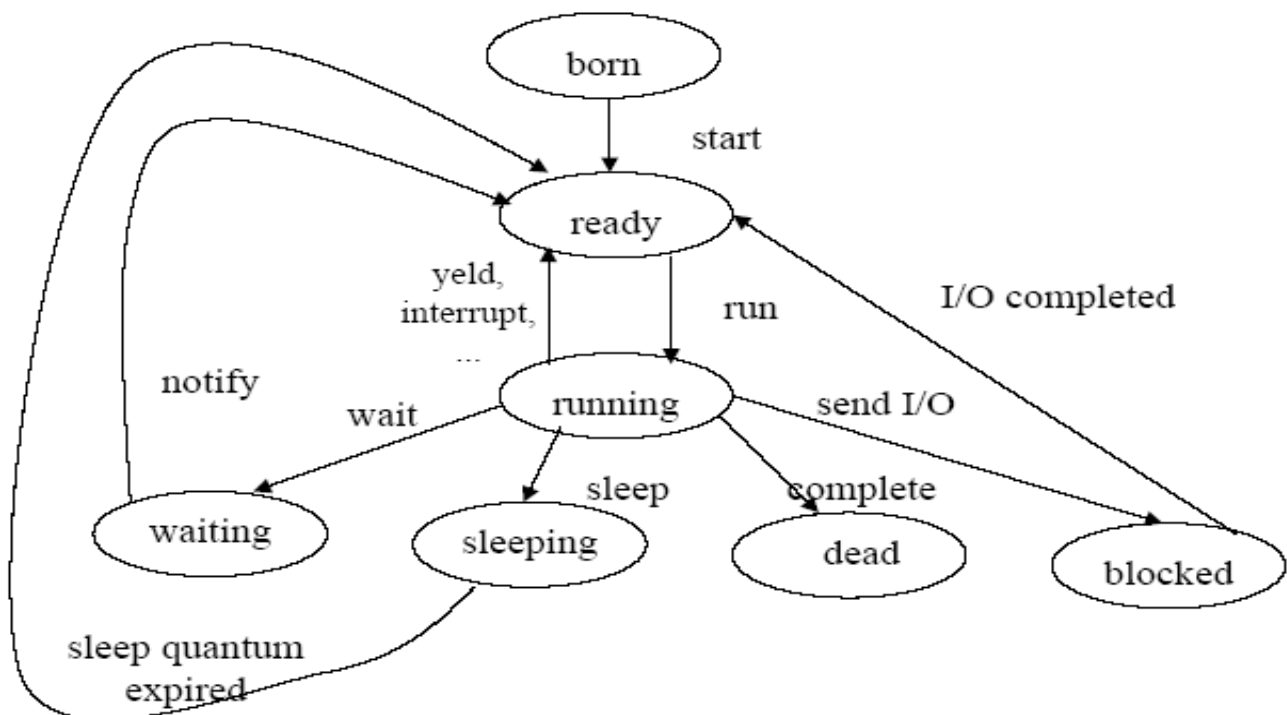 born
start
ready
yeld,
interrupt,
...
run
I/O completed
notify
wait
running
send I/O
waiting
sleep
sleeping
complete
dead
blocked
sleep quantum
expired